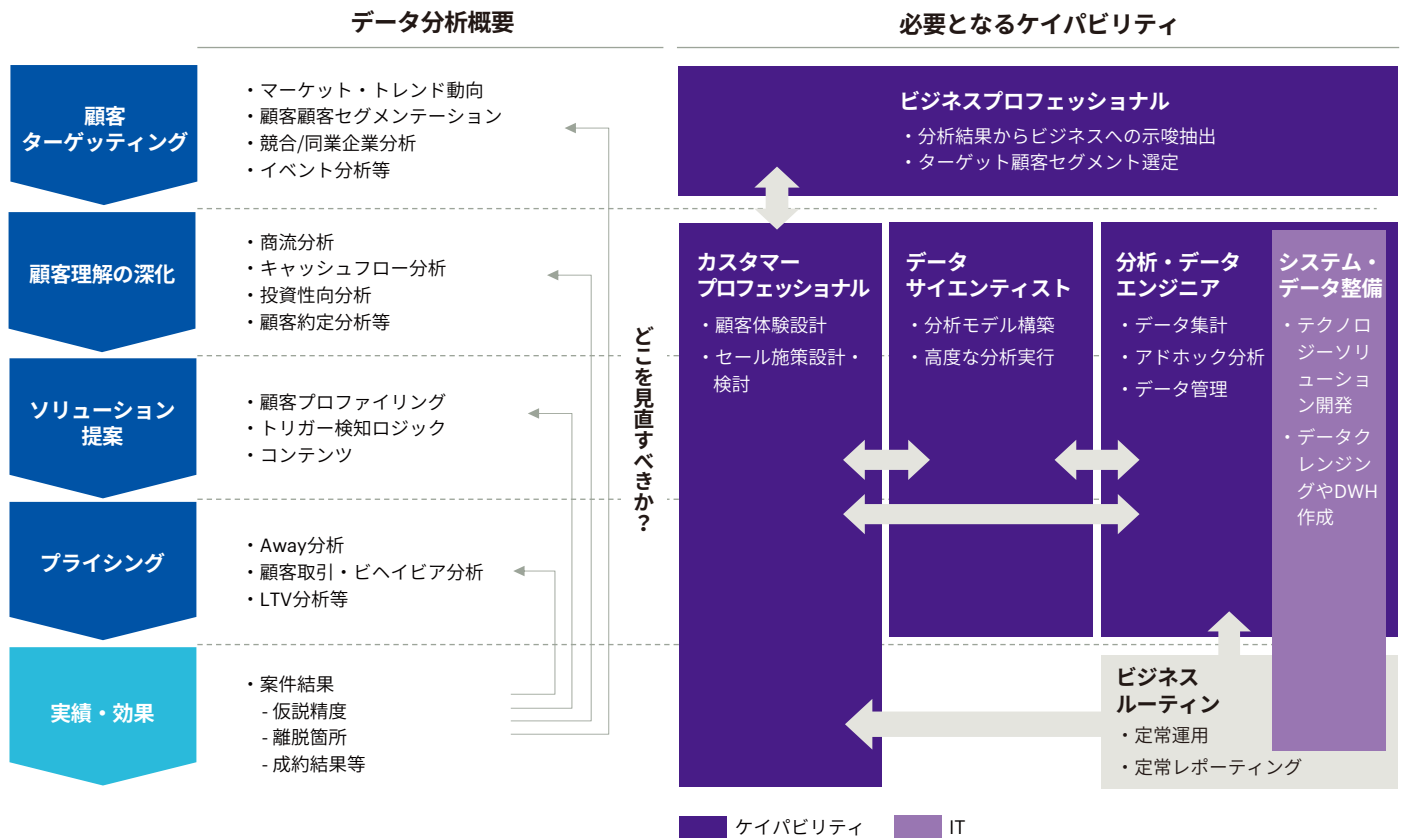 データ分析概要
必要となるケイパビリティ
顧客
ターゲッティング
・マーケット・トレンド動向
・顧客顧客セグメンテーション
・競合/同業企業分析
・イベント分析等
ビジネスプロフェッショナル
・分析結果からビジネスへの示唆抽出
・ターゲット顧客セグメント選定
顧客理解の深化
・商流分析
・キャッシュフロー分析
・投資性向分析
・顧客約定分析等
ソリューション
提案
・顧客プロファイリング
・トリガー検知ロジック
・コンテンツ
プライシング
・Away分析
・顧客取引・ビヘイビア分析
・LTV分析等
実績・効果
・案件結果
- 仮説精度
- 離脱箇所
- 成約結果等
どこを見直すべきか?
カスタマー
プロフェッショナル
・顧客体験設計
・セール施策設計・
検討
データ
サイエンティスト
・分析モデル構築
・高度な分析実行
分析・データ
エンジニア
・データ集計
・アドホック分析
・データ管理
システム・
データ整備
・テクノロ
ジーソリ
ューショ
ン開発
・データク
レンジン
グやDWH
作成
ビジネス
ルーティン
・定常運用
・定常レポーティング
ケイパビリティ
IT